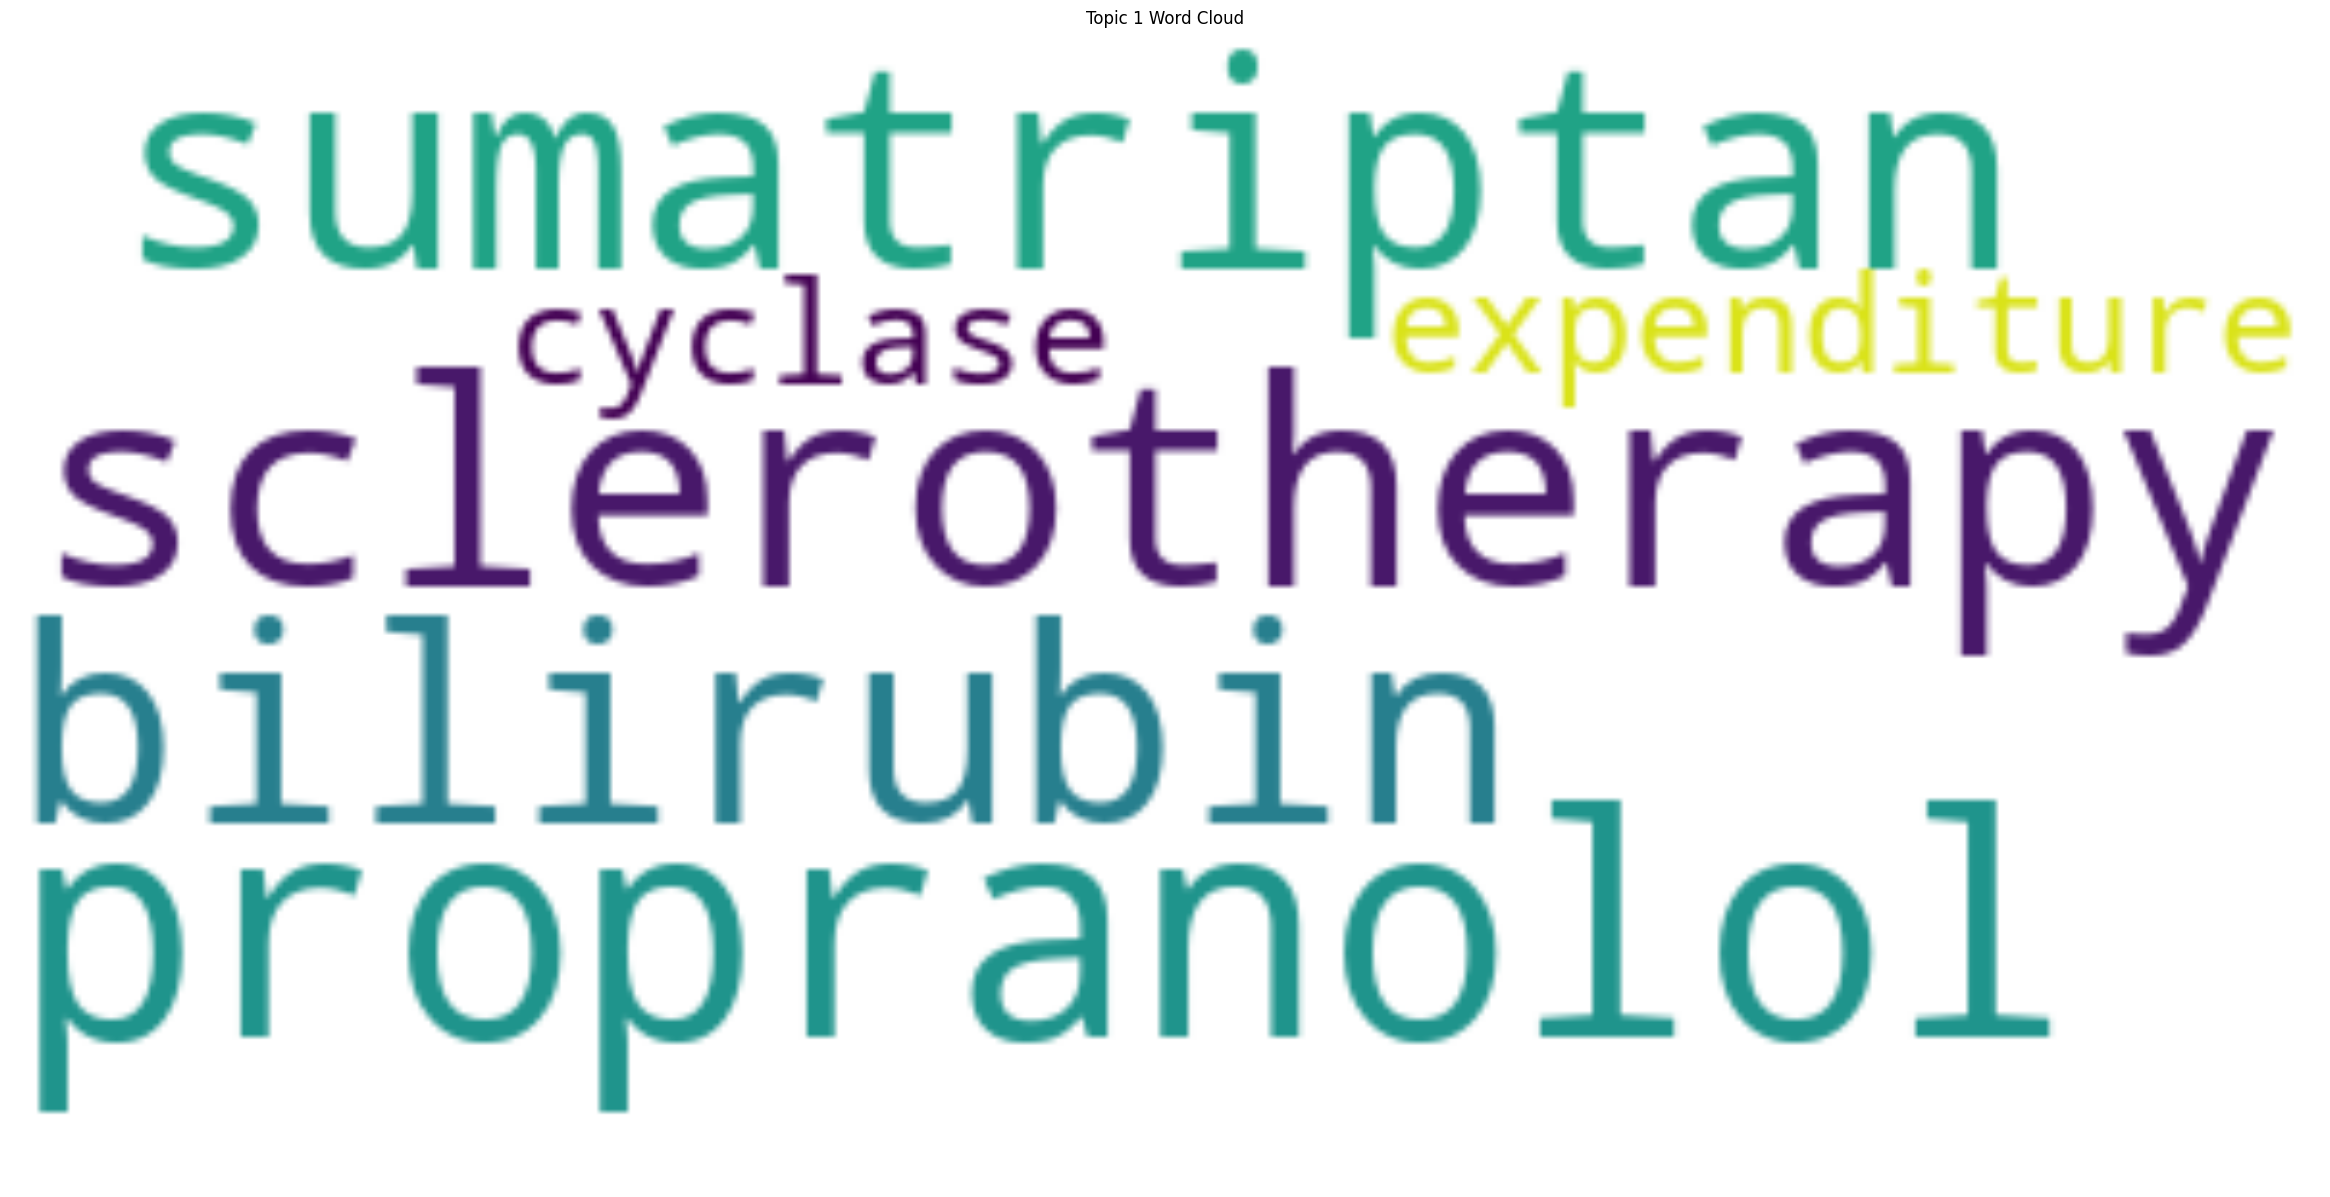 Topic 1 Word Cloud
sumatriptan
cyclase expenditure
sclerotherapy
bilirubin
propranolol